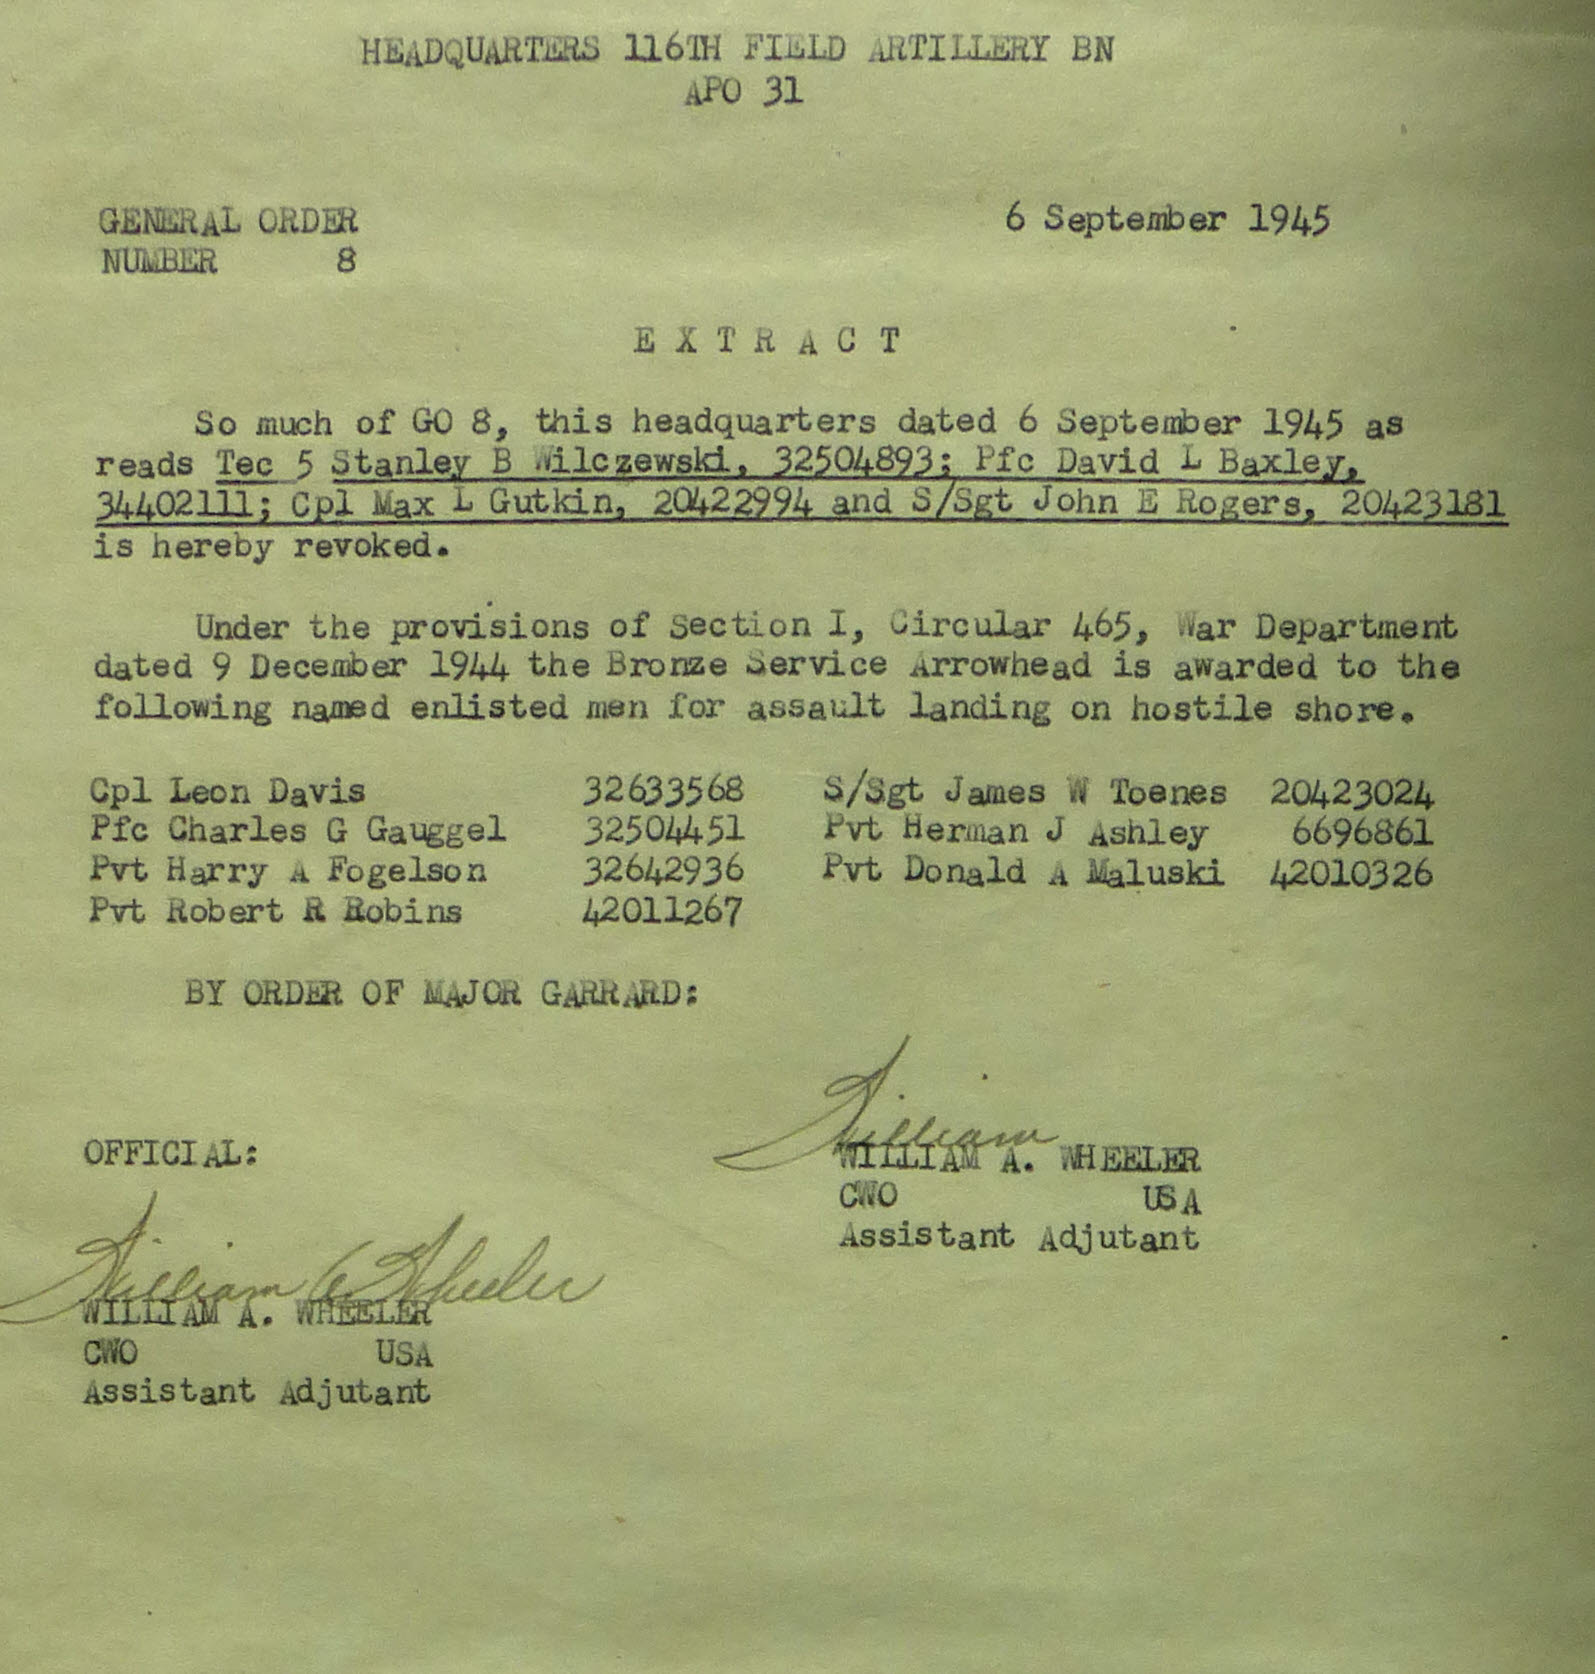 HEADQUARTERS 116TH FIELD ARTILLERY BN
APO 31
GENERAL ORDER
NUMBER 8
6 September 1945
E X T R A C T
So much of GO 8, this headquarters dated 6 September 1945 as
reads Tec 5 Stanley B Wilczewski, 32504893; Pfc David L Baxley,
34402111; Cpl Max L Gutkin, 20422994 and S/Sgt John E Rogers, 20423181
is hereby revoked.
Under the provisions of Section I, Circular 465, War Department
dated 9 December 1944 the Bronze Service Arrowhead is awarded to the
following named enlisted men for assault landing on hostile shore.
Cpl Leon Davis 32633568 S/Sgt James W Toenes 20423024
Pfc Charles G Gauggel 32504451 Pvt Herman J Ashley 6696861
Pvt Harry A Fogelson 32642936 Pvt Donald A Maluski 42010326
Pvt Robert R Robins 42011267
BY ORDER OF MAJOR GARRARD:
William
WILLIAM A. WHEELER
CWO USA
Assistant Adjutant
OFFICIAL:
William A Wheeler
WILLIAM A. WHEELER
CWO USA
Assistant Adjutant